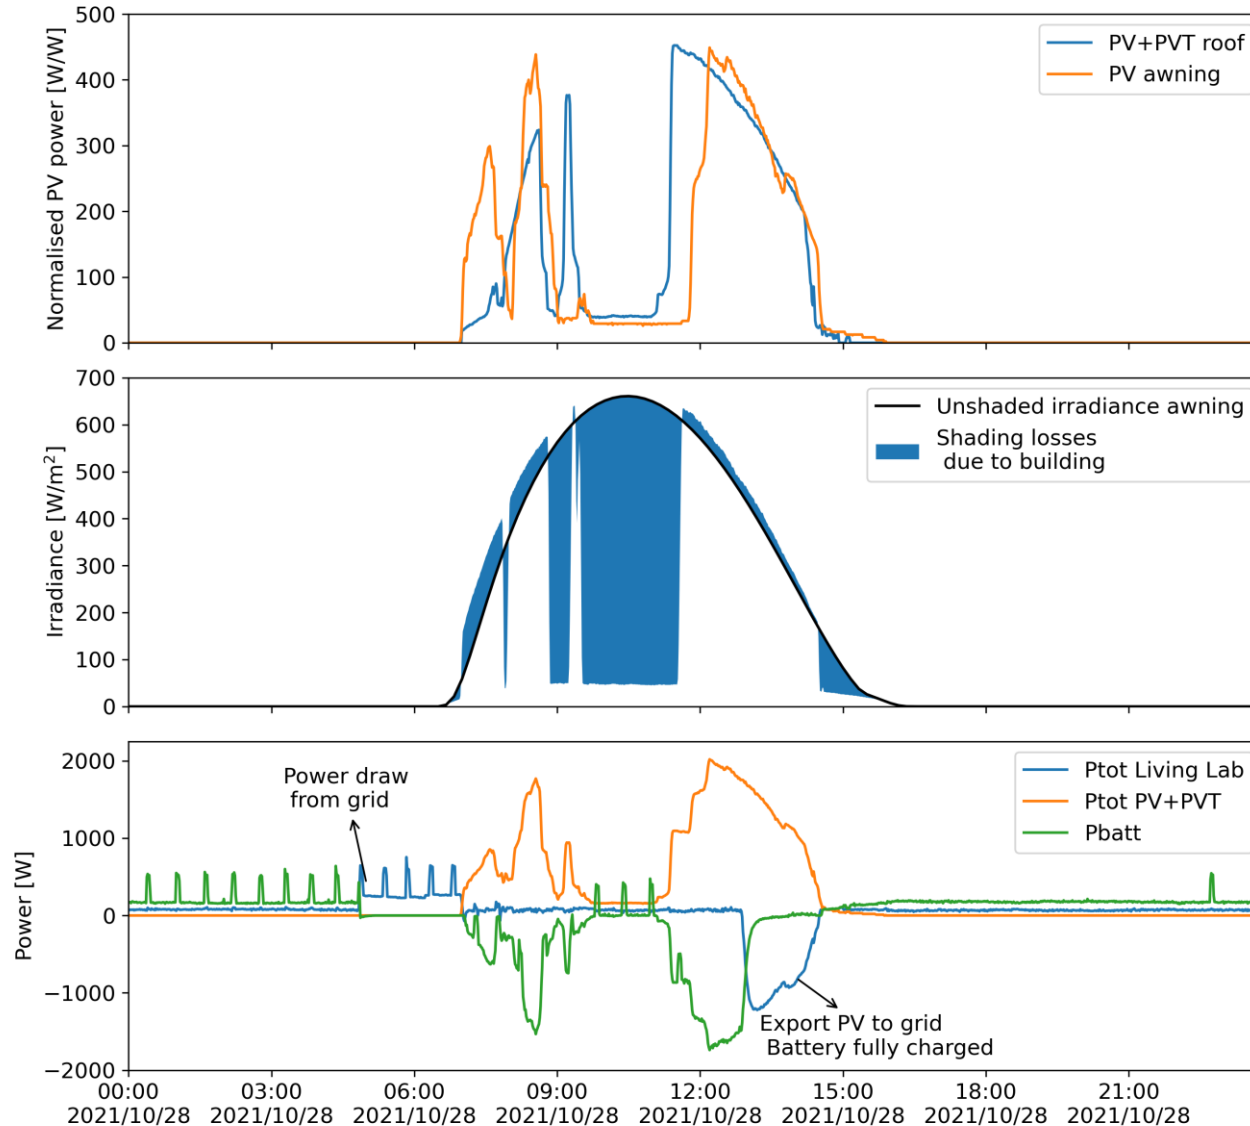 500
400
300
200
100
0
Normalised PV power [W/W]
PV+PVT roof
PV awning
700
600
500
400
300
200
100
0
Irradiance [W/m²]
Unshaded irradiance awning
Shading losses
due to building
2000
1000
0
−1000
−2000
Power [W]
Power draw
from grid
Ptot Living Lab
Ptot PV+PVT
Pbatt
Export PV to grid
Battery fully charged
00:00 03:00 06:00 09:00 12:00 15:00 18:00 21:00
2021/10/28 2021/10/28 2021/10/28 2021/10/28 2021/10/28 2021/10/28 2021/10/28 2021/10/28